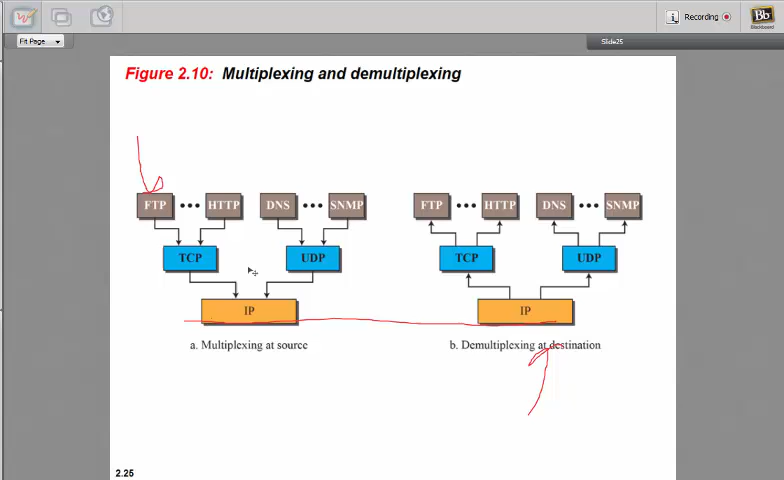 Recording
Bb
Blackboard
Fit Page
Slide25
Figure 2.10: Multiplexing and demultiplexing
FTP ••• HTTP DNS ••• SNMP
FTP ••• HTTP DNS ••• SNMP
TCP UDP
TCP UDP
IP
IP
a. Multiplexing at source
b. Demultiplexing at destination
2.25